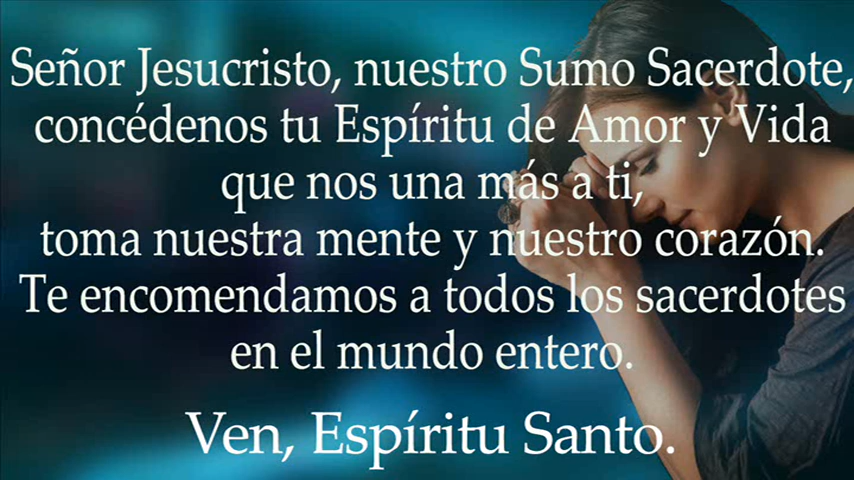 Señor Jesucristo, nuestro Sumo Sacerdote,
concédenos tu Espíritu de Amor y Vida
que nos una más a ti,
toma nuestra mente y nuestro corazón.
Te encomendamos a todos los sacerdotes
en el mundo entero.
Ven, Espíritu Santo.